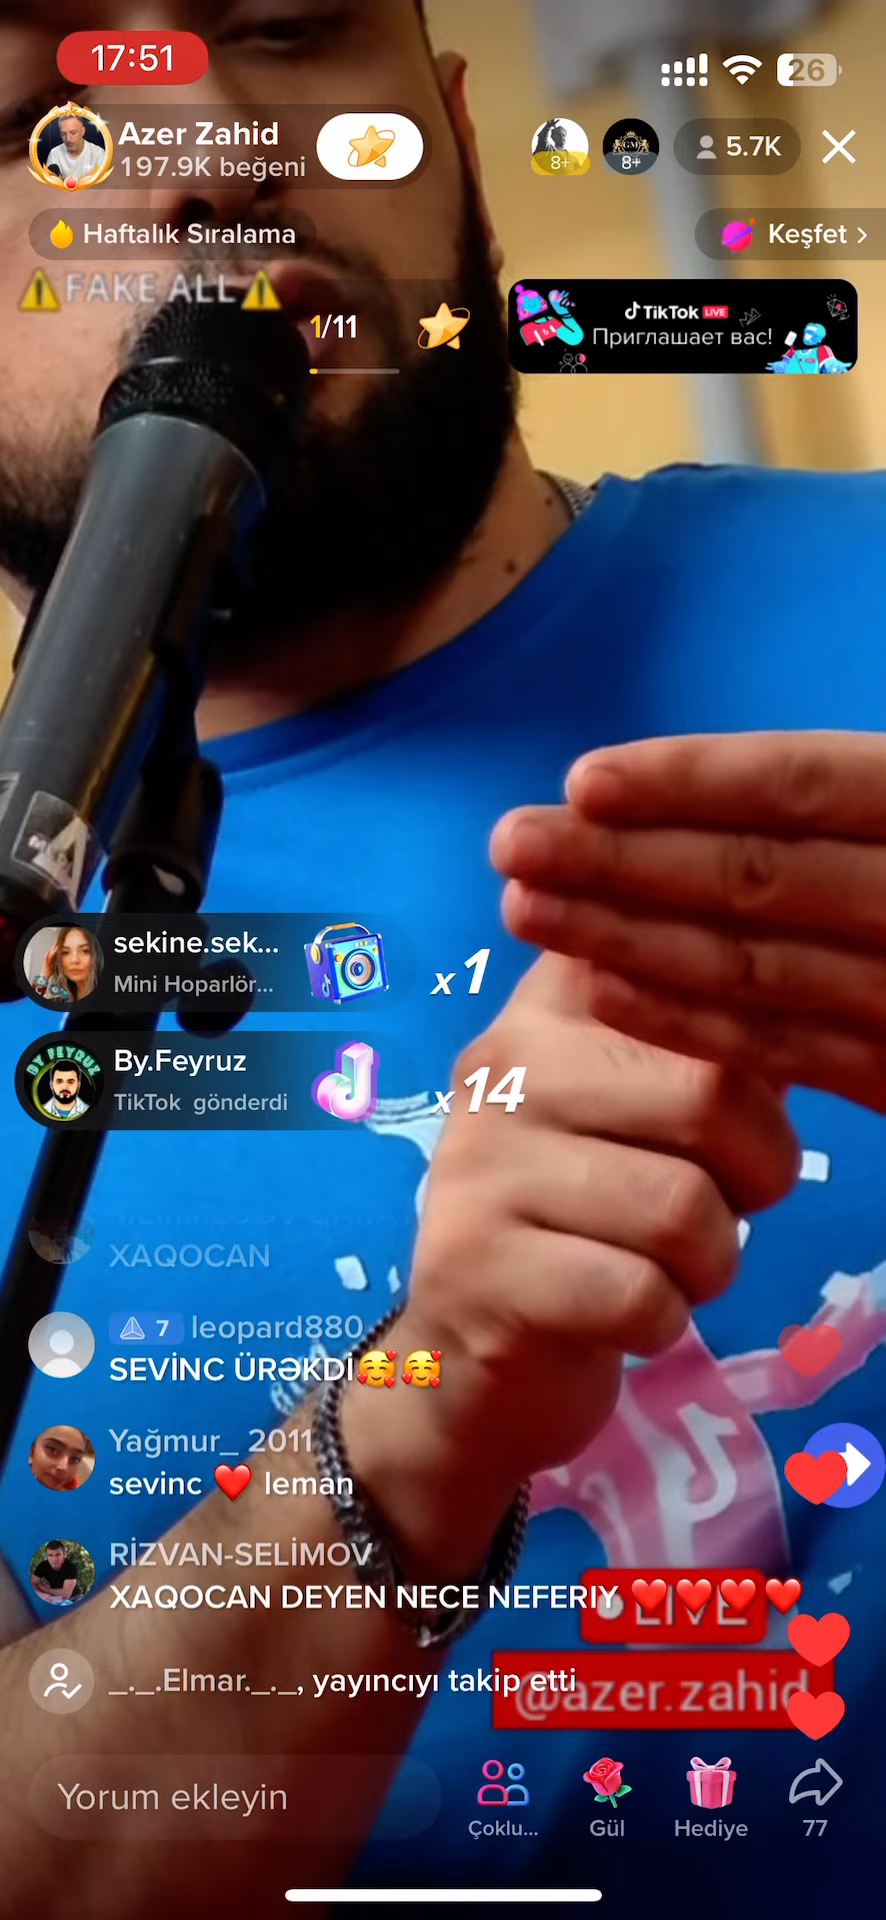 17:51
26
Azer Zahid
197.9K beğeni
8+
8+
5.7K
Haftalık Sıralama
Keşfet >
⚠️FAKE ALL⚠️
1/11
TikTok LIVE
Приглашает вас!
sekine.sek...
Mini Hoparlör...
x1
BY FEYRUZ
By.Feyruz
TikTok gönderdi
x14
XAQOCAN
7 leopard880
SEVİNC ÜRƏKDİ🥰🥰
Yağmur_ 2011
sevinc ❤️ leman
RİZVAN-SELİMOV
XAQOCAN DEYEN NECE NEFERIY ❤️❤️❤️❤️
LIVE
_._.Elmar._._, yayıncıyı takip etti
@azer.zahid
Yorum ekleyin
Çoklu...
Gül
Hediye
77